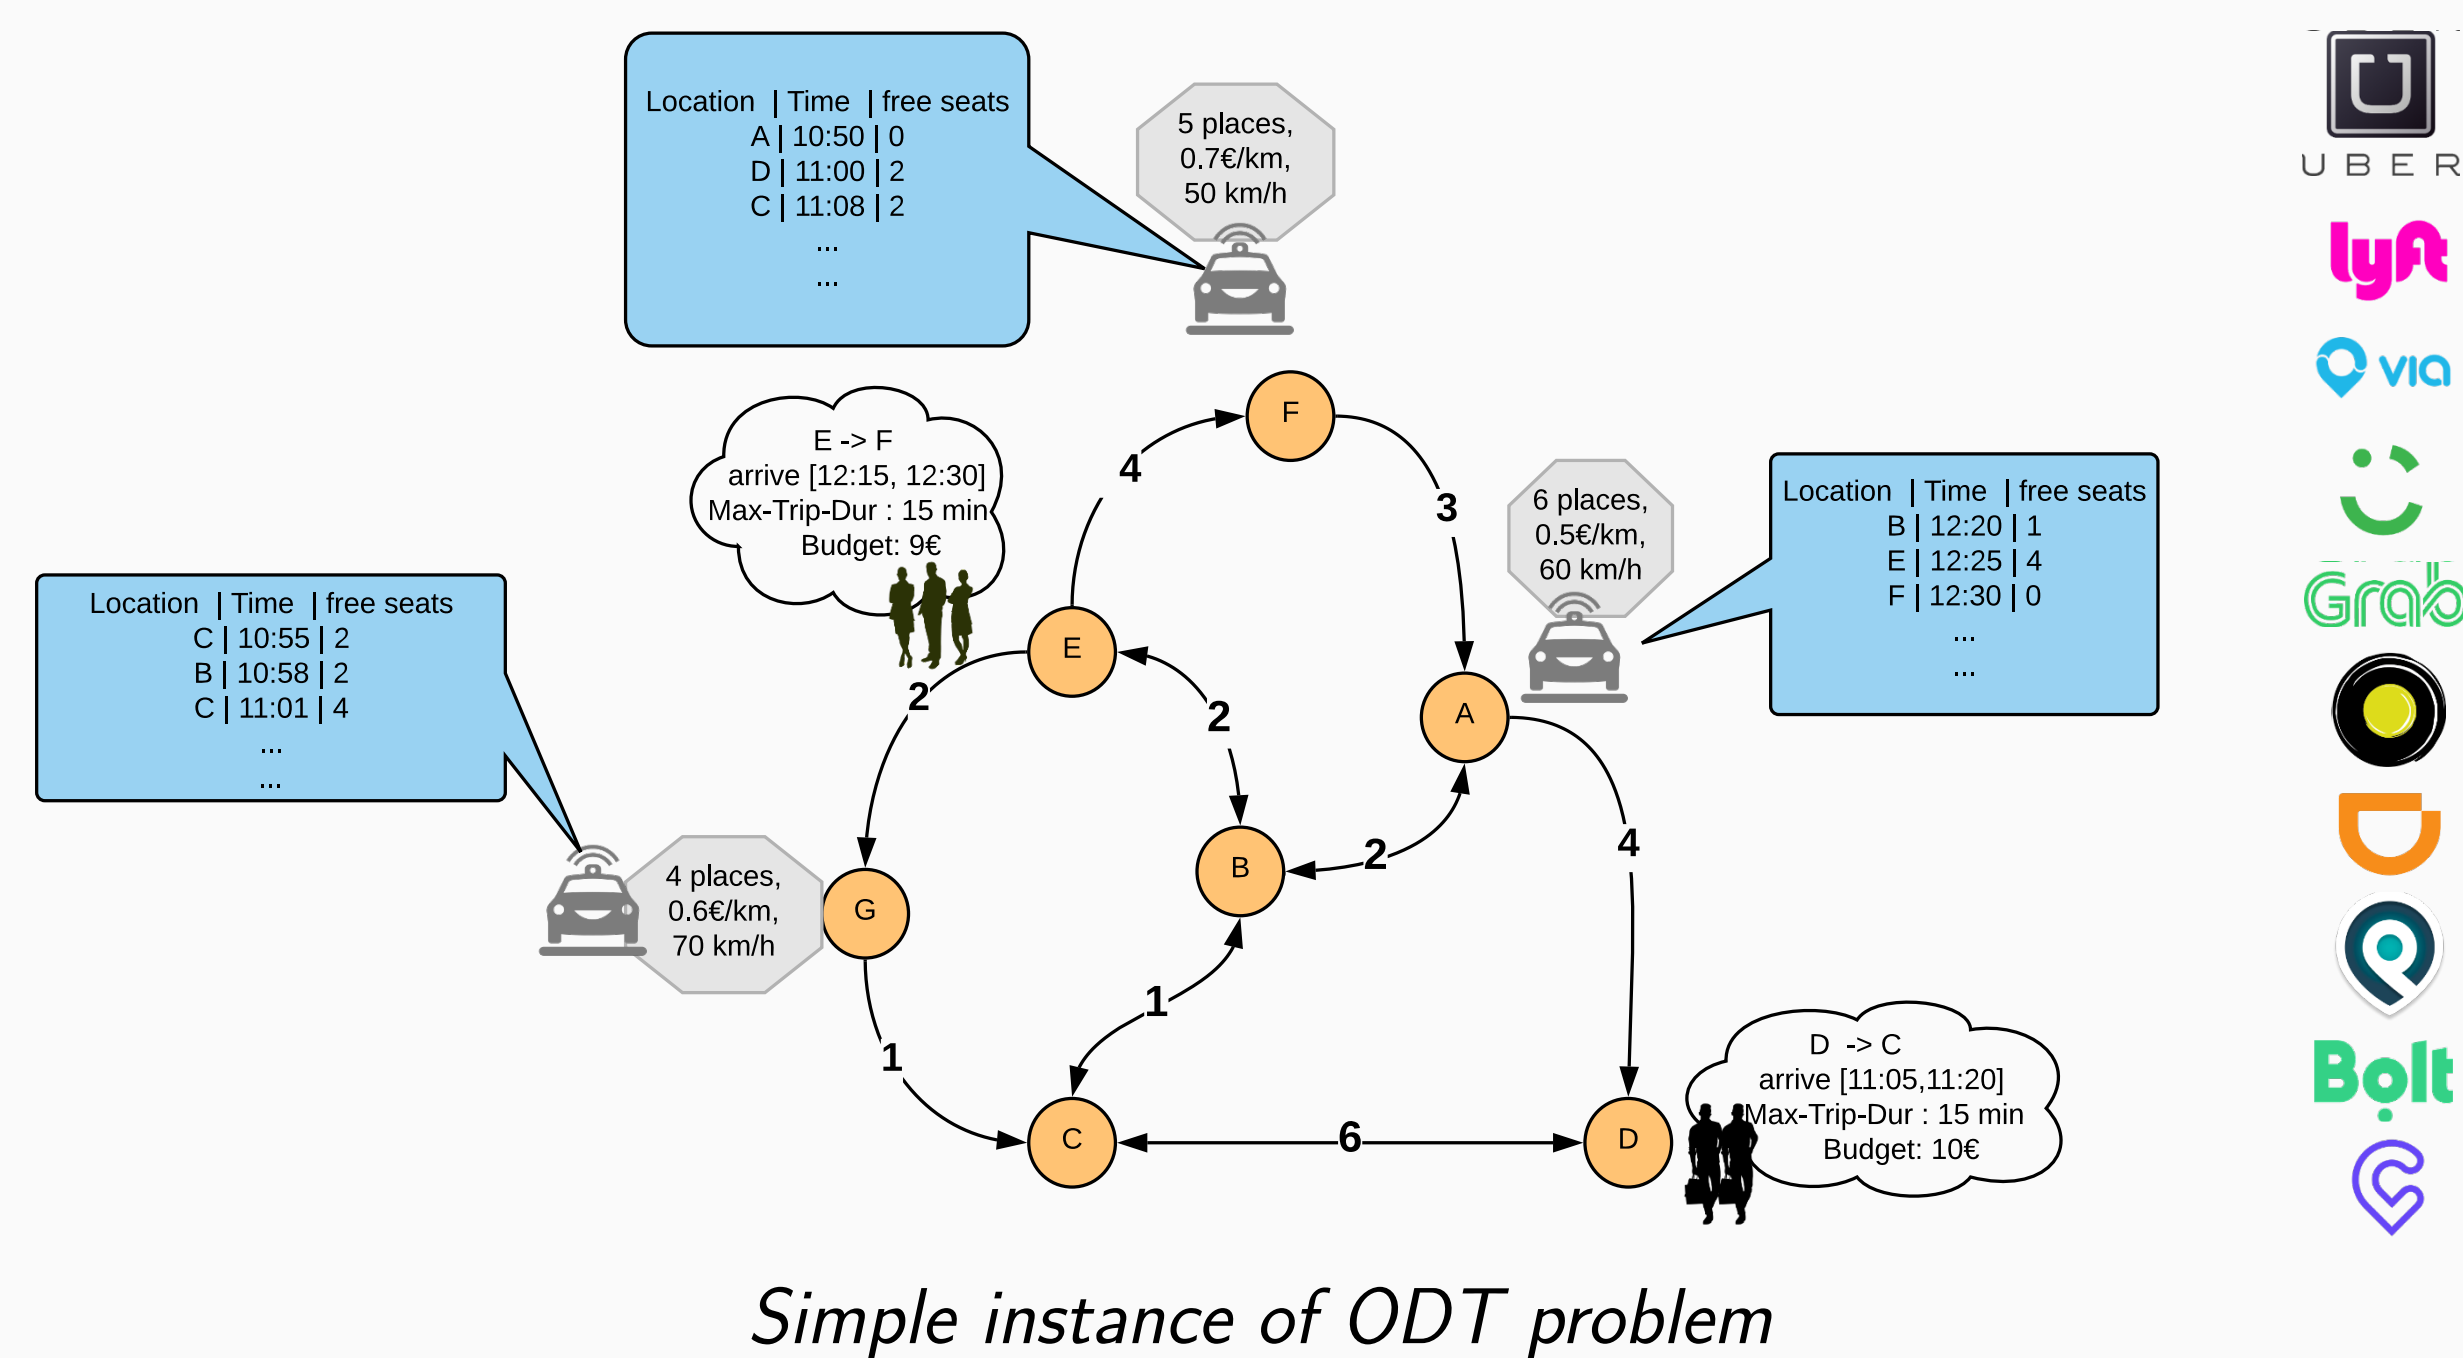 Location | Time | free seats
A | 10:50 | 0
D | 11:00 | 2
C | 11:08 | 2
...
...
5 places,
0.7€/km,
50 km/h
UBER
lyft
via
E -> F
arrive [12:15, 12:30]
Max-Trip-Dur : 15 min
Budget: 9€
F
4
3
6 places,
0.5€/km,
60 km/h
Location | Time | free seats
B | 12:20 | 1
E | 12:25 | 4
F | 12:30 | 0
...
...
Grab
Location | Time | free seats
C | 10:55 | 2
B | 10:58 | 2
C | 11:01 | 4
...
...
E
2
2
A
4 places,
0.6€/km,
70 km/h
G
B
2
4
1
1
C
6
D
D -> C
arrive [11:05,11:20]
Max-Trip-Dur : 15 min
Budget: 10€
Bolt
Simple instance of ODT problem